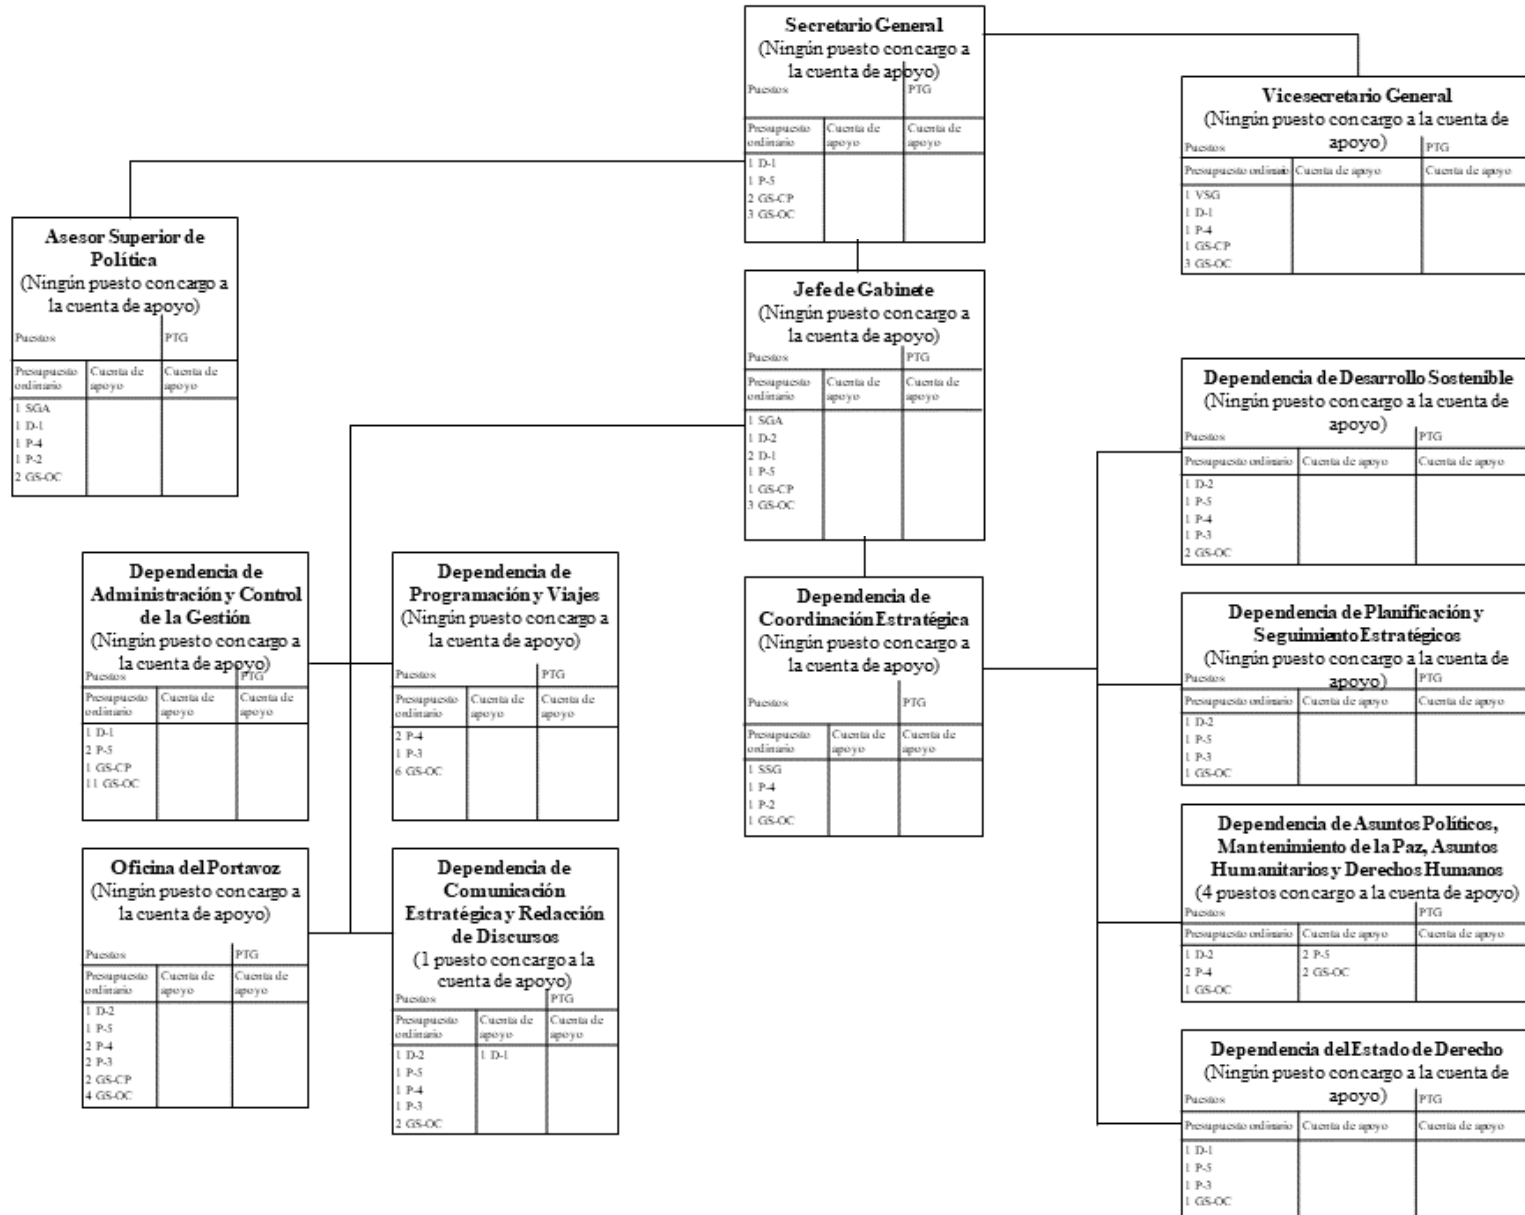 Secretario General
(Ningún puesto con cargo a
la cuenta de apoyo)
Puestos PTG
Presupuesto ordinario Cuenta de apoyo Cuenta de apoyo
1 D-1
1 P-5
2 GS-CP
3 GS-OC
Vicesecretario General
(Ningún puesto con cargo a la cuenta de
apoyo)
Puestos PTG
Presupuesto ordinario Cuenta de apoyo Cuenta de apoyo
1 VSG
1 D-1
1 P-4
1 GS-CP
3 GS-OC
Asesor Superior de
Política
(Ningún puesto con cargo a
la cuenta de apoyo)
Puestos PTG
Presupuesto ordinario Cuenta de apoyo Cuenta de apoyo
1 SGA
1 D-1
1 P-4
1 P-2
2 GS-OC
Jefe de Gabinete
(Ningún puesto con cargo a
la cuenta de apoyo)
Puestos PTG
Presupuesto ordinario Cuenta de apoyo Cuenta de apoyo
1 SGA
1 D-2
2 D-1
1 P-5
1 GS-CP
3 GS-OC
Dependencia de Desarrollo Sostenible
(Ningún puesto con cargo a la cuenta de
apoyo)
Puestos PTG
Presupuesto ordinario Cuenta de apoyo Cuenta de apoyo
1 D-2
1 P-5
1 P-4
1 P-3
2 GS-OC
Dependencia de
Administración y Control
de la Gestión
(Ningún puesto con cargo a
la cuenta de apoyo)
Puestos PTG
Presupuesto ordinario Cuenta de apoyo Cuenta de apoyo
1 D-1
2 P-5
1 GS-CP
11 GS-OC
Dependencia de
Programación y Viajes
(Ningún puesto con cargo a
la cuenta de apoyo)
Puestos PTG
Presupuesto ordinario Cuenta de apoyo Cuenta de apoyo
2 P-4
1 P-3
6 GS-OC
Dependencia de
Coordinación Estratégica
(Ningún puesto con cargo a
la cuenta de apoyo)
Puestos PTG
Presupuesto ordinario Cuenta de apoyo Cuenta de apoyo
1 SSG
1 P-4
1 P-2
1 GS-OC
Dependencia de Planificación y
Seguimiento Estratégicos
(Ningún puesto con cargo a la cuenta de
apoyo)
Puestos PTG
Presupuesto ordinario Cuenta de apoyo Cuenta de apoyo
1 D-2
1 P-5
1 P-3
1 GS-OC
Oficina del Portavoz
(Ningún puesto con cargo a
la cuenta de apoyo)
Puestos PTG
Presupuesto ordinario Cuenta de apoyo Cuenta de apoyo
1 D-2
1 P-5
2 P-4
2 P-3
2 GS-CP
4 GS-OC
Dependencia de
Comunicación
Estratégica y Redacción
de Discursos
(1 puesto con cargo a la
cuenta de apoyo)
Puestos PTG
Presupuesto ordinario Cuenta de apoyo Cuenta de apoyo
1 D-2 1 D-1
1 P-5
1 P-4
1 P-3
2 GS-OC
Dependencia de Asuntos Políticos,
Mantenimiento de la Paz, Asuntos
Humanitarios y Derechos Humanos
(4 puestos con cargo a la cuenta de apoyo)
Puestos PTG
Presupuesto ordinario Cuenta de apoyo Cuenta de apoyo
1 D-2 2 P-5
2 P-4 2 GS-OC
1 GS-OC
Dependencia del Estado de Derecho
(Ningún puesto con cargo a la cuenta de
apoyo)
Puestos PTG
Presupuesto ordinario Cuenta de apoyo Cuenta de apoyo
1 D-1
1 P-5
1 P-3
1 GS-OC